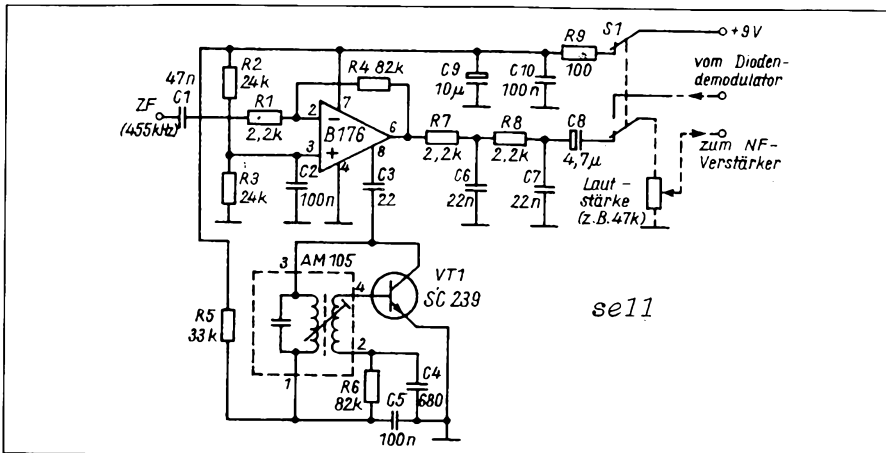 S1
+9V
R9
100
R2
24k
R4 82k
C9
10μ
C10
100n
vom Dioden-
demodulator
47n
C1
ZF
(455kHz)
R1
2,2k
2
7
B176
6
3
8
4
R7
2,2k
R8
2,2k
C8
4,7μ
zum NF-
Verstärker
R3
24k
C2
100n
C3
22
C6
22n
C7
22n
Laut-
stärke
(z.B.47k)
3
AM105
4
VT1
SC 239
sell
R5
33k
2
1
R6
82k
C4
680
C5
100n